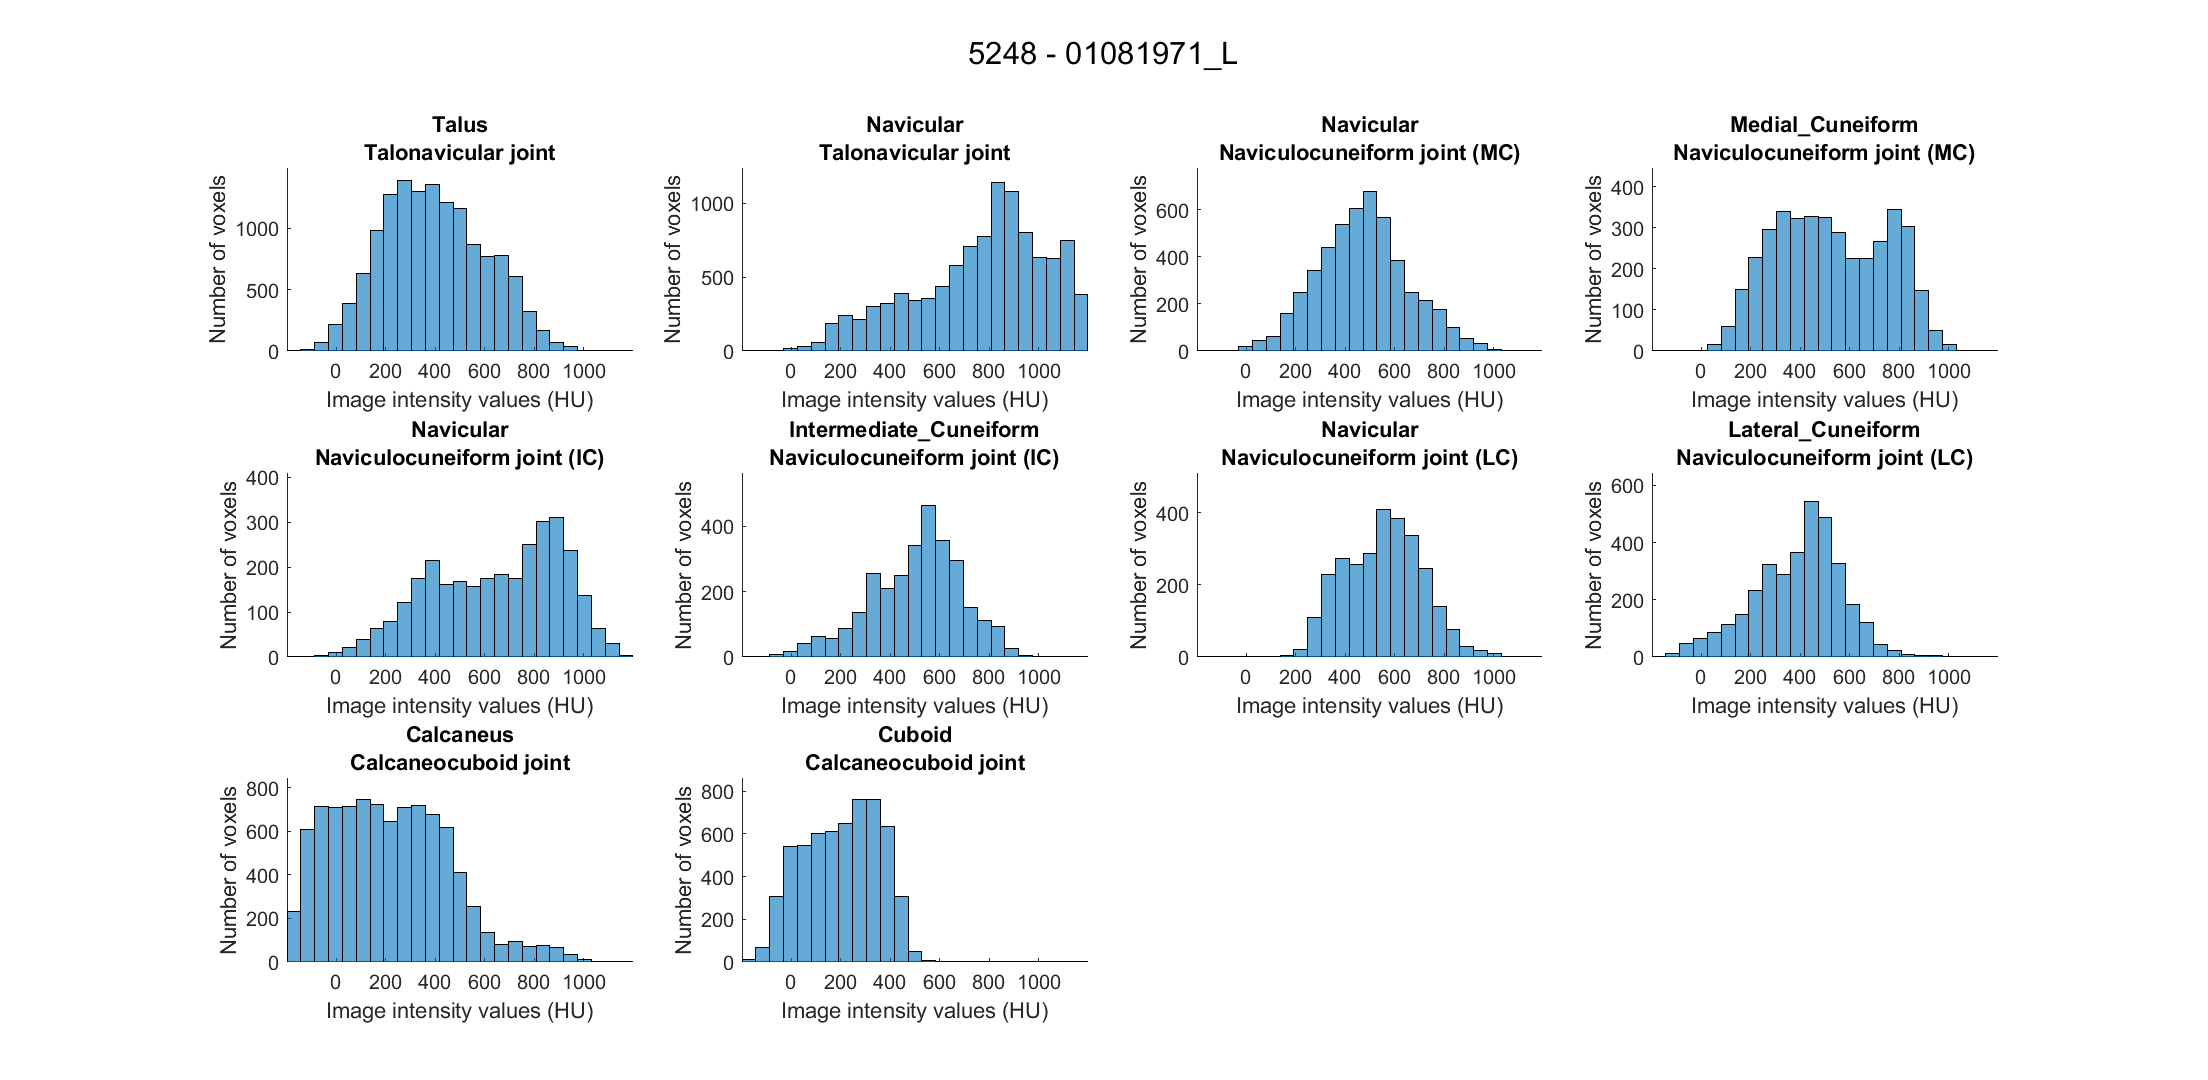 5248 - 01081971_L
Talus
Talonavicular joint
Number of voxels
1000
500
0
0 200 400 600 800 1000
Image intensity values (HU)
Navicular
Talonavicular joint
Number of voxels
1000
500
0
0 200 400 600 800 1000
Image intensity values (HU)
Navicular
Naviculocuneiform joint (MC)
Number of voxels
600
400
200
0
0 200 400 600 800 1000
Image intensity values (HU)
Medial_Cuneiform
Naviculocuneiform joint (MC)
Number of voxels
400
300
200
100
0
0 200 400 600 800 1000
Image intensity values (HU)
Navicular
Naviculocuneiform joint (IC)
Number of voxels
400
300
200
100
0
0 200 400 600 800 1000
Image intensity values (HU)
Intermediate_Cuneiform
Naviculocuneiform joint (IC)
Number of voxels
400
200
0
0 200 400 600 800 1000
Image intensity values (HU)
Navicular
Naviculocuneiform joint (LC)
Number of voxels
400
200
0
0 200 400 600 800 1000
Image intensity values (HU)
Lateral_Cuneiform
Naviculocuneiform joint (LC)
Number of voxels
600
400
200
0
0 200 400 600 800 1000
Image intensity values (HU)
Calcaneus
Calcaneocuboid joint
Number of voxels
800
600
400
200
0
0 200 400 600 800 1000
Image intensity values (HU)
Cuboid
Calcaneocuboid joint
Number of voxels
800
600
400
200
0
0 200 400 600 800 1000
Image intensity values (HU)